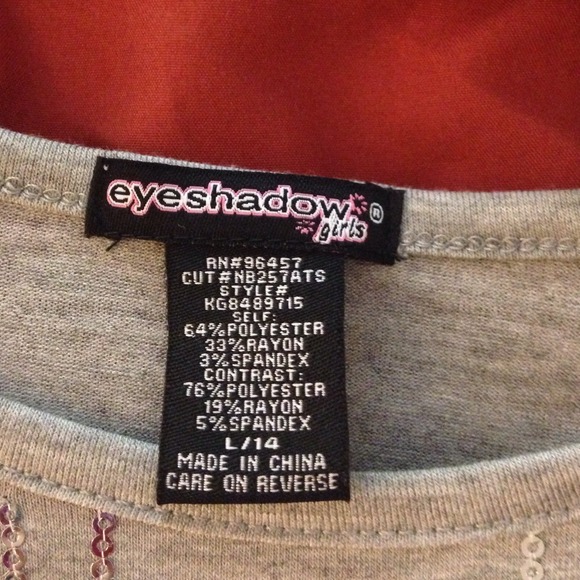 eyeshadow®
girls
RN#96457
CUT#NB257ATS
STYLE#
KG8489715
SELF:
64%POLYESTER
33%RAYON
3%SPANDEX
CONTRAST:
76%POLYESTER
19%RAYON
5%SPANDEX
L/14
MADE IN CHINA
CARE ON REVERSE